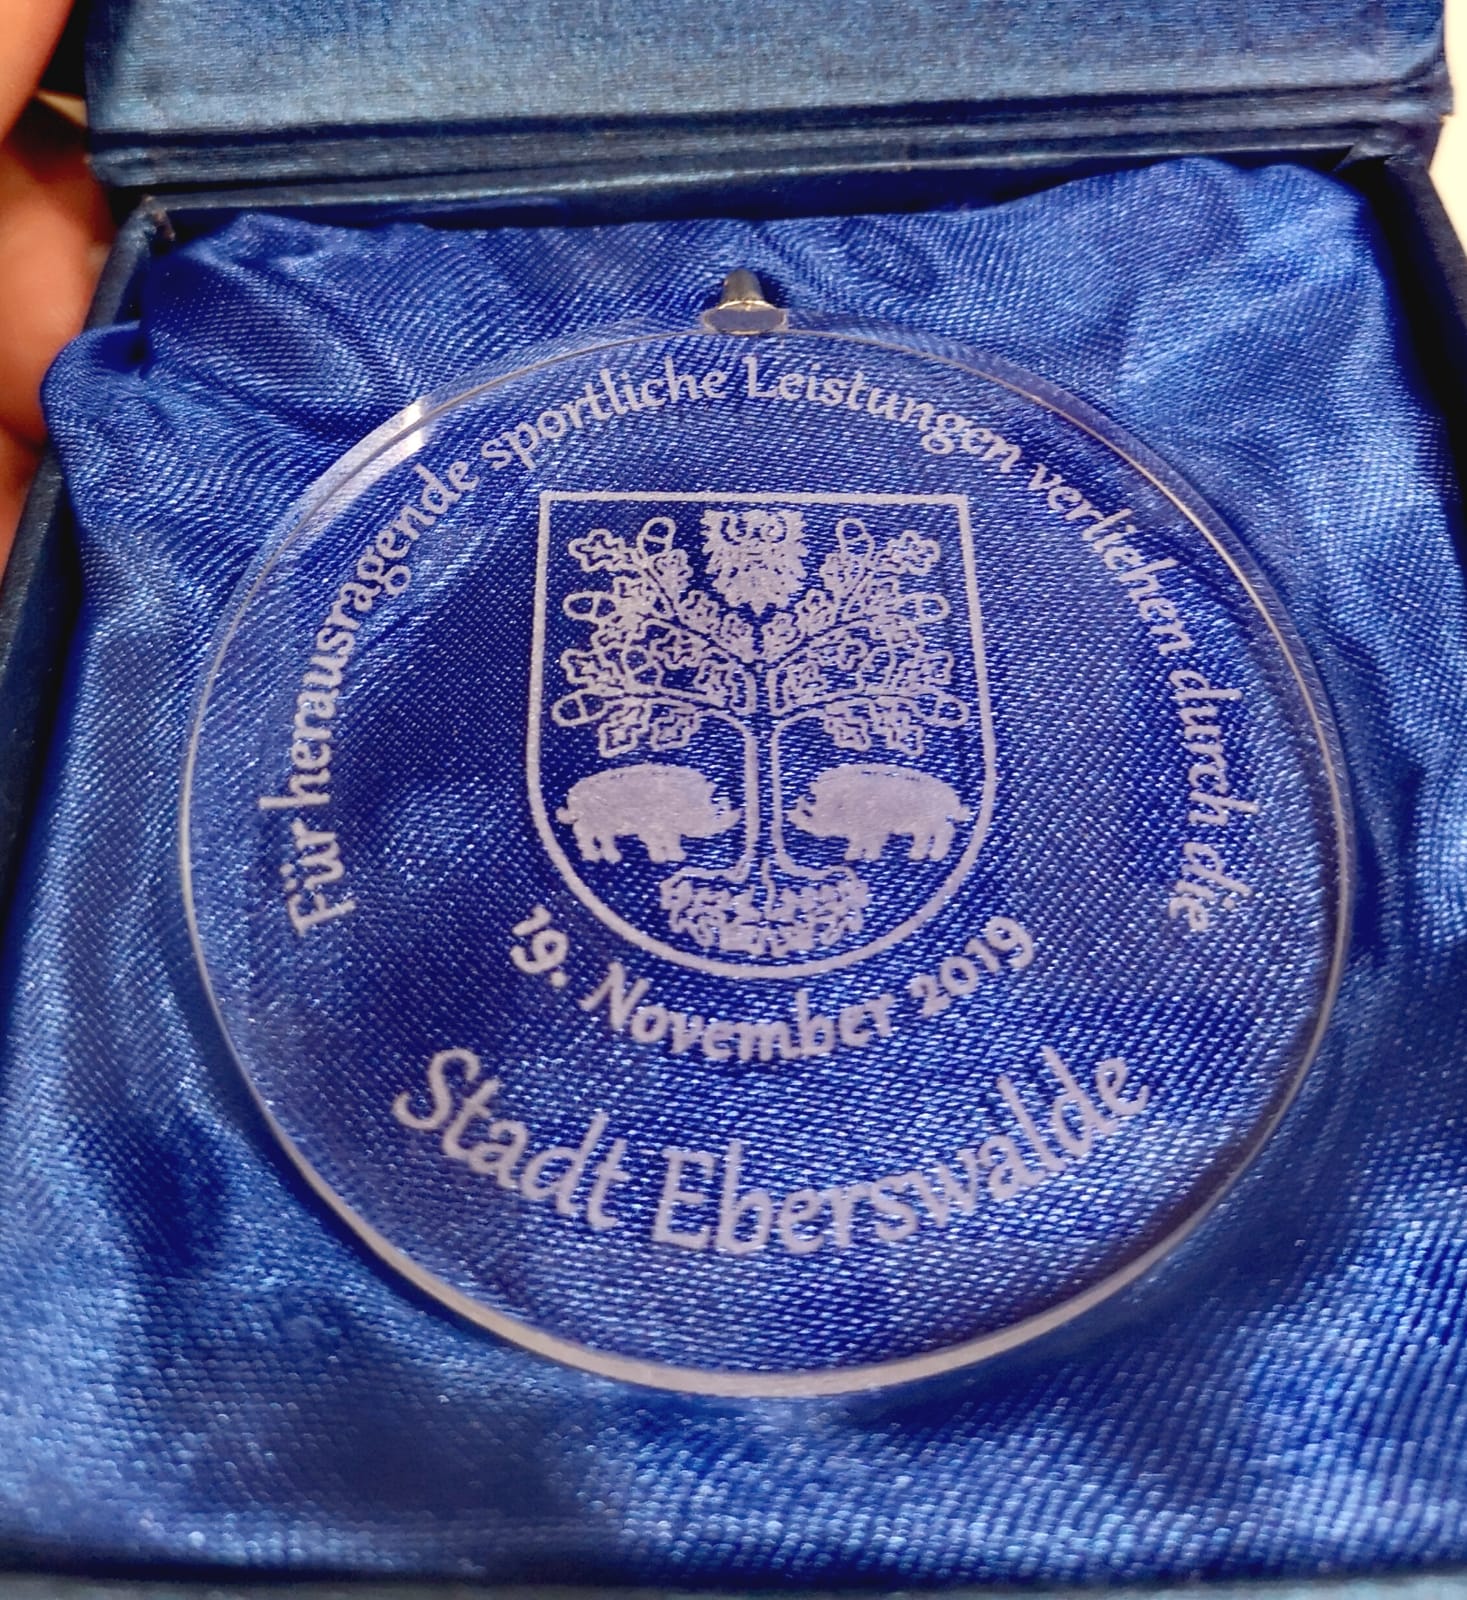 Für herausragende sportliche Leistungen verliehen durch die
19. November 2019
Stadt Eberswalde